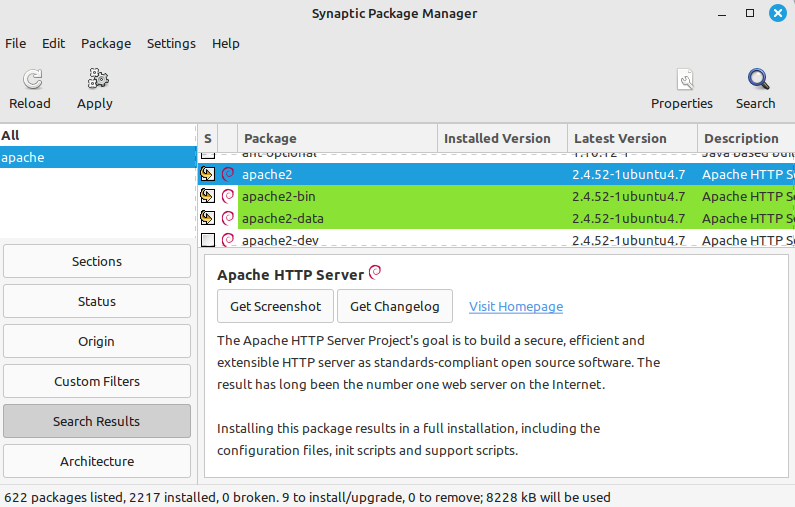 Synaptic Package Manager
File Edit Package Settings Help
Reload Apply Properties Search
All
apache
S Package Installed Version Latest Version Description
ant-optional 1.10.12-1 Java based buil
apache2 2.4.52-1ubuntu4.7 Apache HTTP Se
apache2-bin 2.4.52-1ubuntu4.7 Apache HTTP Se
apache2-data 2.4.52-1ubuntu4.7 Apache HTTP Se
apache2-dev 2.4.52-1ubuntu4.7 Apache HTTP Se
Sections
Status
Origin
Custom Filters
Search Results
Architecture
Apache HTTP Server
Get Screenshot Get Changelog Visit Homepage
The Apache HTTP Server Project's goal is to build a secure, efficient and
extensible HTTP server as standards-compliant open source software. The
result has long been the number one web server on the Internet.
Installing this package results in a full installation, including the
configuration files, init scripts and support scripts.
622 packages listed, 2217 installed, 0 broken. 9 to install/upgrade, 0 to remove; 8228 kB will be used